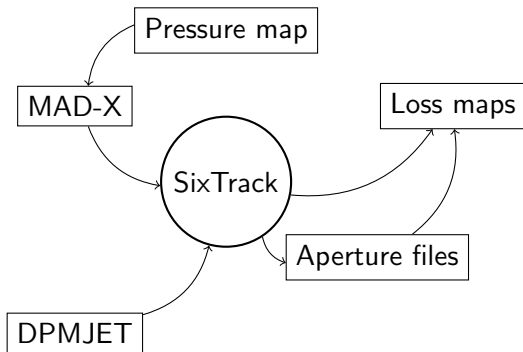 Pressure map
MAD-X
Loss maps
SixTrack
Aperture files
DPMJET